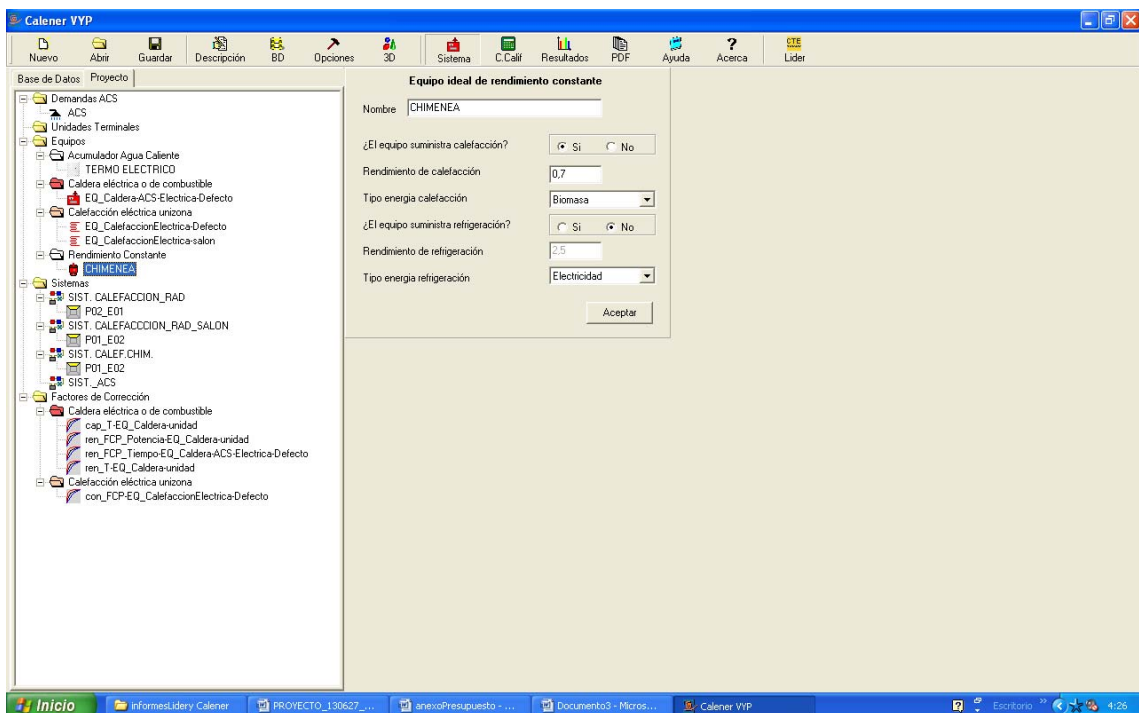 Calener VYP
Nuevo Abrir Guardar Descripción BD Opciones 3D Sistema C.Calif Resultados PDF Ayuda Acerca CTE Lider
Base de Datos Proyecto
Demandas ACS
ACS
Unidades Terminales
Equipos
Acumulador Agua Caliente
TERMO ELECTRICO
Caldera eléctrica o de combustible
EQ_Caldera-ACS-Electrica-Defecto
Calefacción eléctrica unizona
EQ_CalefaccionElectrica-Defecto
EQ_CalefaccionElectrica-salon
Rendimiento Constante
CHIMENEA
Sistemas
SIST. CALEFACCION_RAD
P02_E01
SIST. CALEFACCCION_RAD_SALON
P01_E02
SIST. CALEF.CHIM.
P01_E02
SIST._ACS
Factores de Corrección
Caldera eléctrica o de combustible
cap_T-EQ_Caldera-unidad
ren_FCP_Potencia-EQ_Caldera-unidad
ren_FCP_Tiempo-EQ_Caldera-ACS-Electrica-Defecto
ren_T-EQ_Caldera-unidad
Calefacción eléctrica unizona
con_FCP-EQ_CalefaccionElectrica-Defecto
Equipo ideal de rendimiento constante
Nombre CHIMENEA
¿El equipo suministra calefacción? Si No
Rendimiento de calefacción 0,7
Tipo energia calefacción Biomasa
¿El equipo suministra refrigeración? Si No
Rendimiento de refrigeración 2,5
Tipo energia refrigeración Electricidad
Aceptar
Inicio informesLidery Calener PROYECTO_130627_... anexoPresupuesto - ... Documento3 - Micros... Calener VYP Escritorio » 4:26